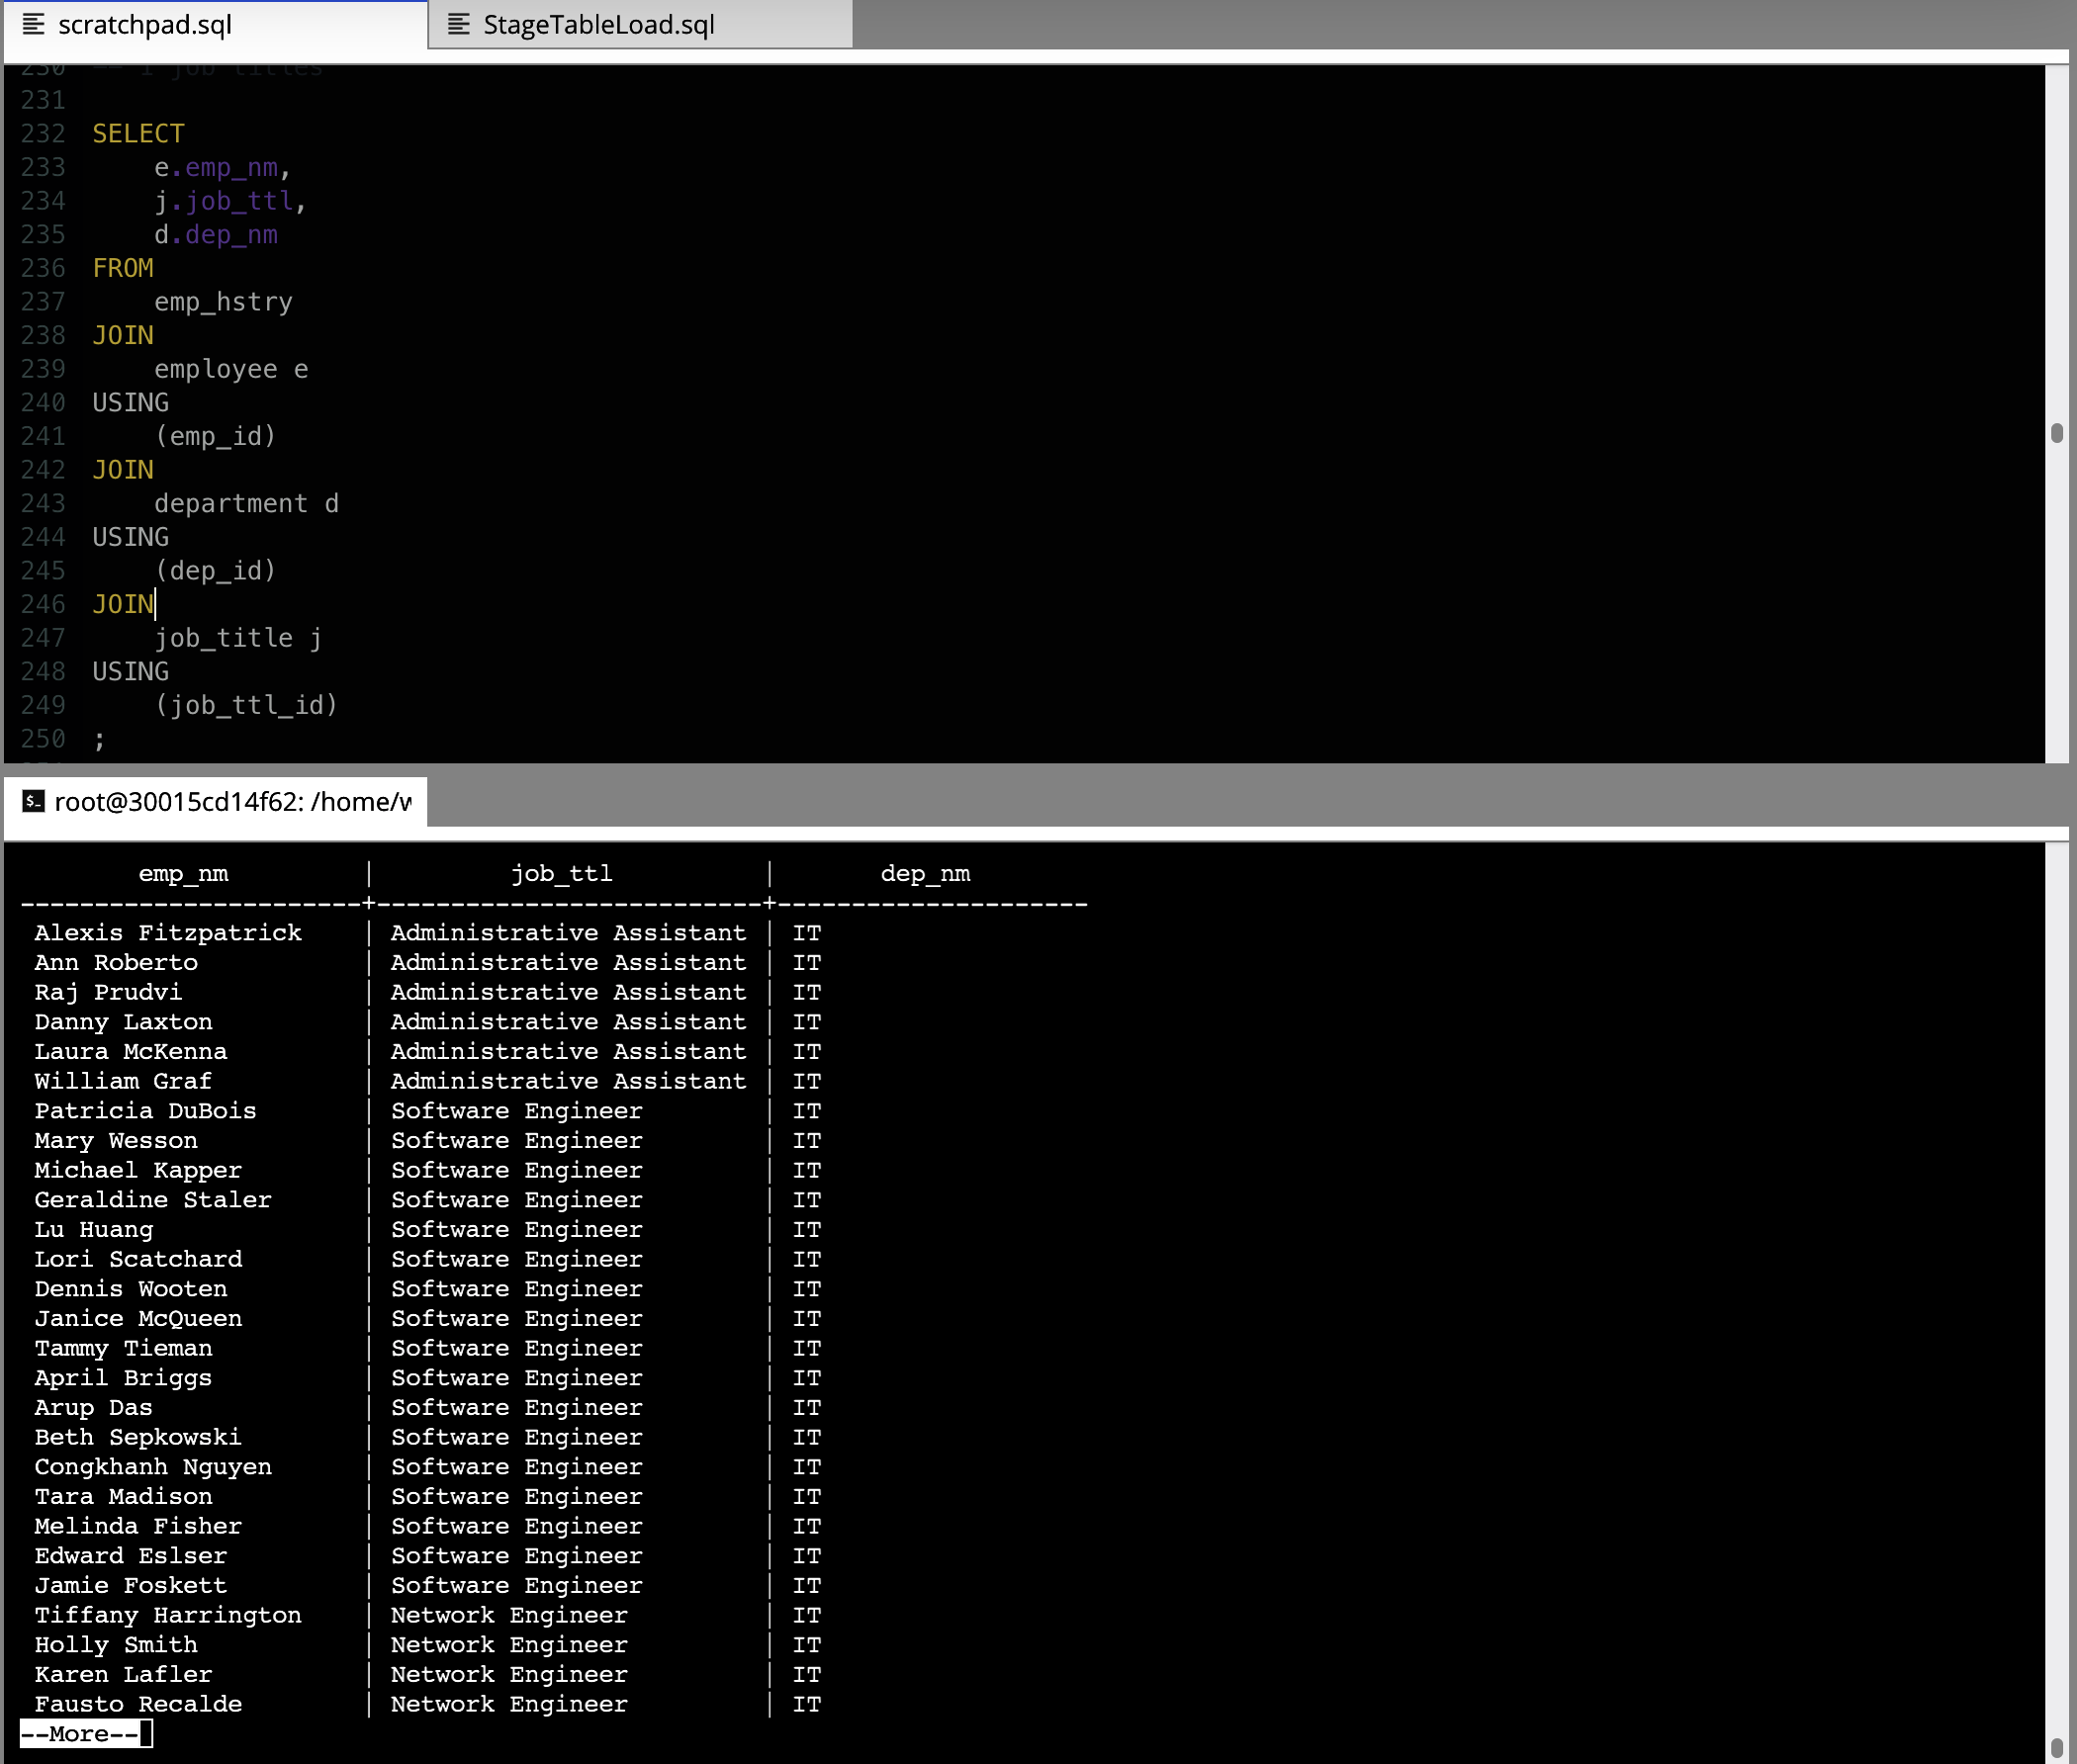 scratchpad.sql StageTableLoad.sql
230 -- 1 job titles
231
232 SELECT
233     e.emp_nm,
234     j.job_ttl,
235     d.dep_nm
236 FROM
237     emp_hstry
238 JOIN
239     employee e
240 USING
241     (emp_id)
242 JOIN
243     department d
244 USING
245     (dep_id)
246 JOIN
247     job_title j
248 USING
249     (job_ttl_id)
250 ;
root@30015cd14f62: /home/w
emp_nm | job_ttl | dep_nm
-----------------------+--------------------------+---------------------
Alexis Fitzpatrick | Administrative Assistant | IT
Ann Roberto | Administrative Assistant | IT
Raj Prudvi | Administrative Assistant | IT
Danny Laxton | Administrative Assistant | IT
Laura McKenna | Administrative Assistant | IT
William Graf | Administrative Assistant | IT
Patricia DuBois | Software Engineer | IT
Mary Wesson | Software Engineer | IT
Michael Kapper | Software Engineer | IT
Geraldine Staler | Software Engineer | IT
Lu Huang | Software Engineer | IT
Lori Scatchard | Software Engineer | IT
Dennis Wooten | Software Engineer | IT
Janice McQueen | Software Engineer | IT
Tammy Tieman | Software Engineer | IT
April Briggs | Software Engineer | IT
Arup Das | Software Engineer | IT
Beth Sepkowski | Software Engineer | IT
Congkhanh Nguyen | Software Engineer | IT
Tara Madison | Software Engineer | IT
Melinda Fisher | Software Engineer | IT
Edward Eslser | Software Engineer | IT
Jamie Foskett | Software Engineer | IT
Tiffany Harrington | Network Engineer | IT
Holly Smith | Network Engineer | IT
Karen Lafler | Network Engineer | IT
Fausto Recalde | Network Engineer | IT
--More--